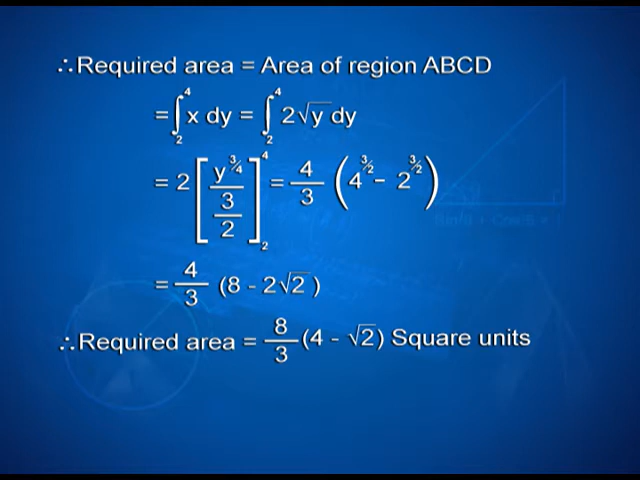 ∴Required area = Area of region ABCD
= ∫₂⁴ x dy = ∫₂⁴ 2√y dy
= 2 [ y^¾ / (3/2) ]₂⁴ = 4/3 ( 4^(3/2) - 2^(3/2) )
= 4/3 (8 - 2√2 )
∴Required area = 8/3 (4 - √2) Square units